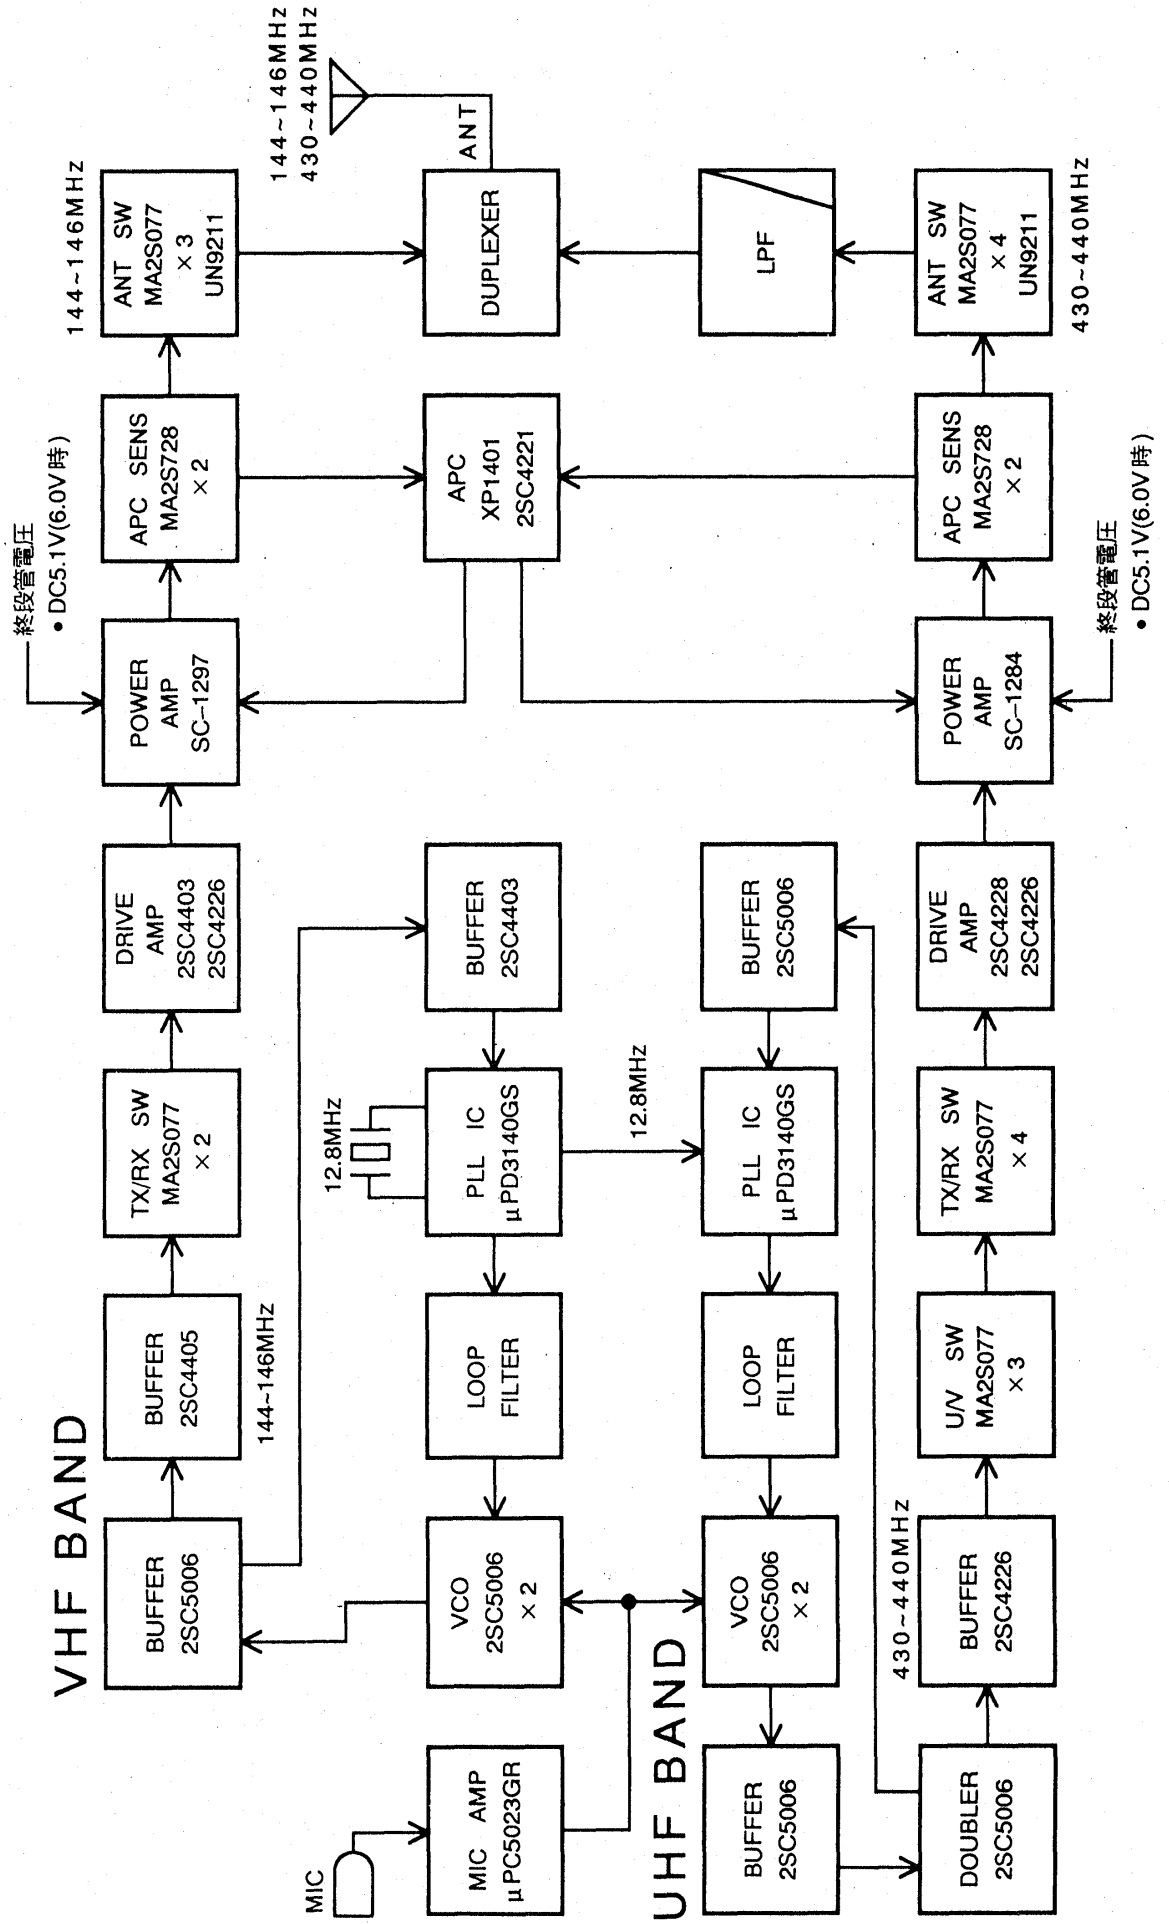 VHF BAND
BUFFER
2SC5006
BUFFER
2SC4405
TX/RX SW
MA2S077
×2
DRIVE
AMP
2SC4403
2SC4226
POWER
AMP
SC-1297
終段管電圧
•DC5.1V(6.0V時)
APC SENS
MA2S728
×2
ANT SW
MA2S077
×3
UN9211
144~146MHz
144~146MHz
144~146MHz
430~440MHz
ANT
MIC
MIC AMP
μPC5023GR
VCO
2SC5006
×2
LOOP
FILTER
12.8MHz
PLL IC
μPD3140GS
BUFFER
2SC4403
APC
XP1401
2SC4221
DUPLEXER
12.8MHz
UHF BAND
BUFFER
2SC5006
VCO
2SC5006
×2
LOOP
FILTER
PLL IC
μPD3140GS
BUFFER
2SC5006
LPF
430~440MHz
DOUBLER
2SC5006
BUFFER
2SC4226
U/V SW
MA2S077
×3
TX/RX SW
MA2S077
×4
DRIVE
AMP
2SC4228
2SC4226
POWER
AMP
SC-1284
APC SENS
MA2S728
×2
ANT SW
MA2S077
×4
UN9211
終段管電圧
•DC5.1V(6.0V時)
430~440MHz